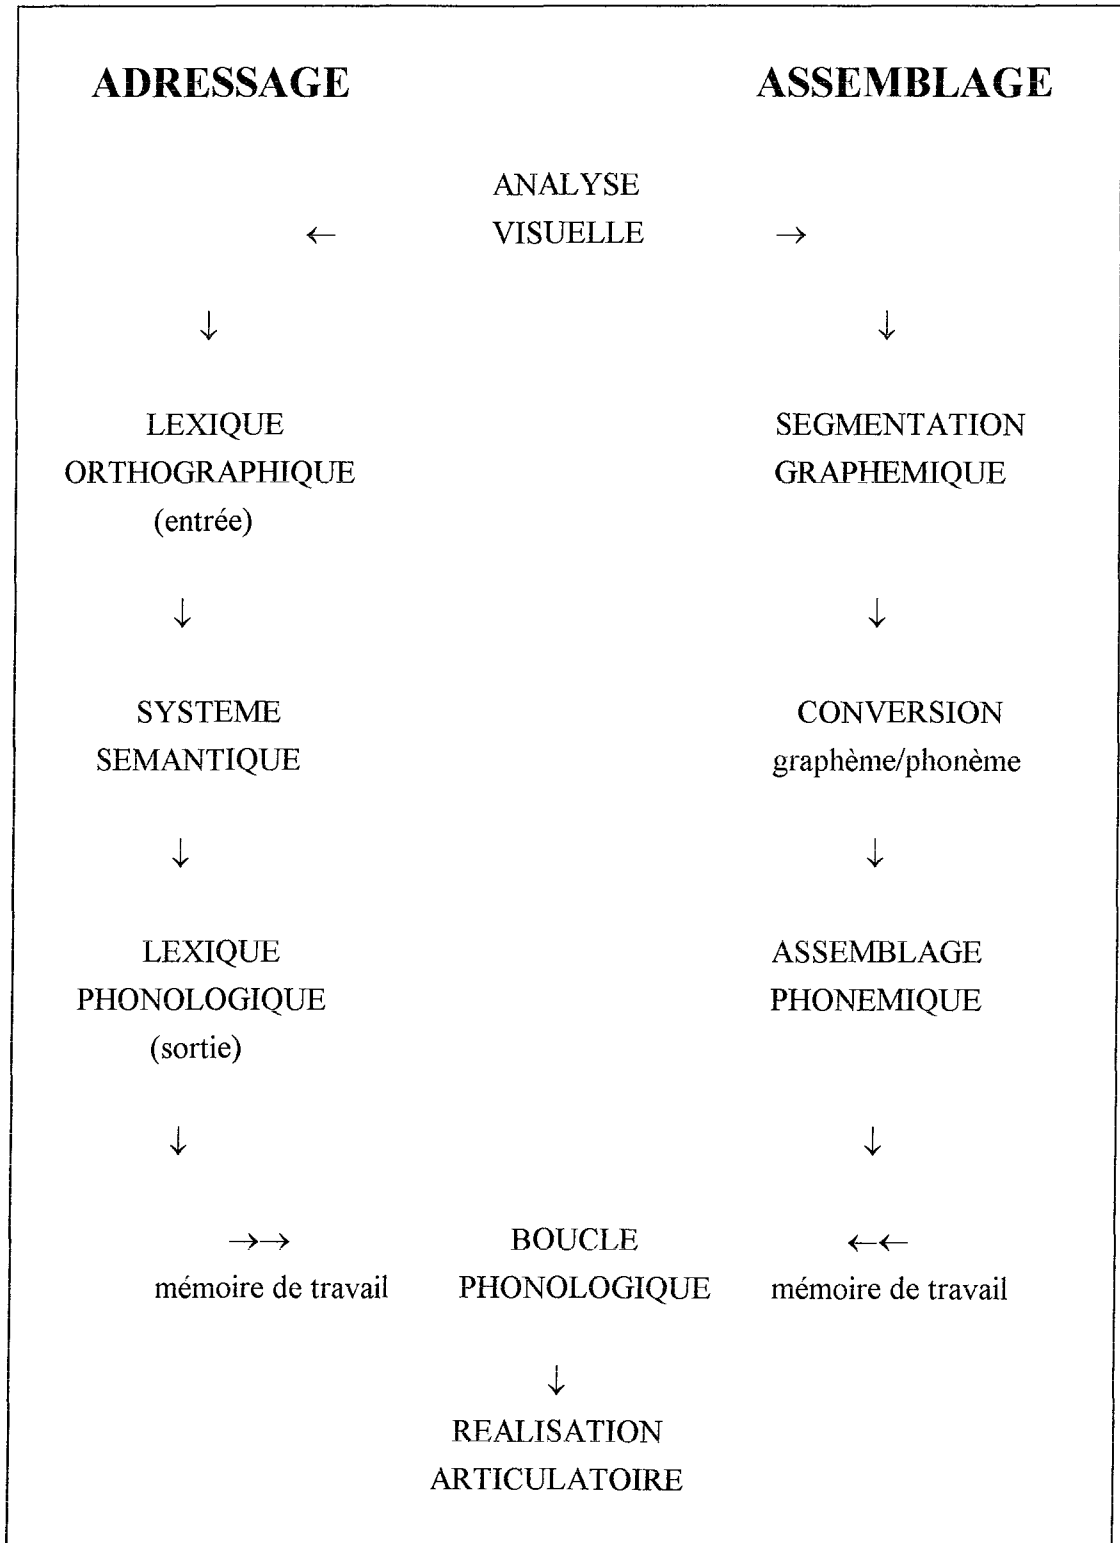 ADRESSAGE ASSEMBLAGE
ANALYSE
← VISUELLE →
↓ ↓
LEXIQUE SEGMENTATION
ORTHOGRAPHIQUE GRAPHEMIQUE
(entrée)
↓ ↓
SYSTEME CONVERSION
SEMANTIQUE graphème/phonème
↓ ↓
LEXIQUE ASSEMBLAGE
PHONOLOGIQUE PHONEMIQUE
(sortie)
↓ ↓
→→ BOUCLE ←←
mémoire de travail PHONOLOGIQUE mémoire de travail
↓
REALISATION
ARTICULATOIRE